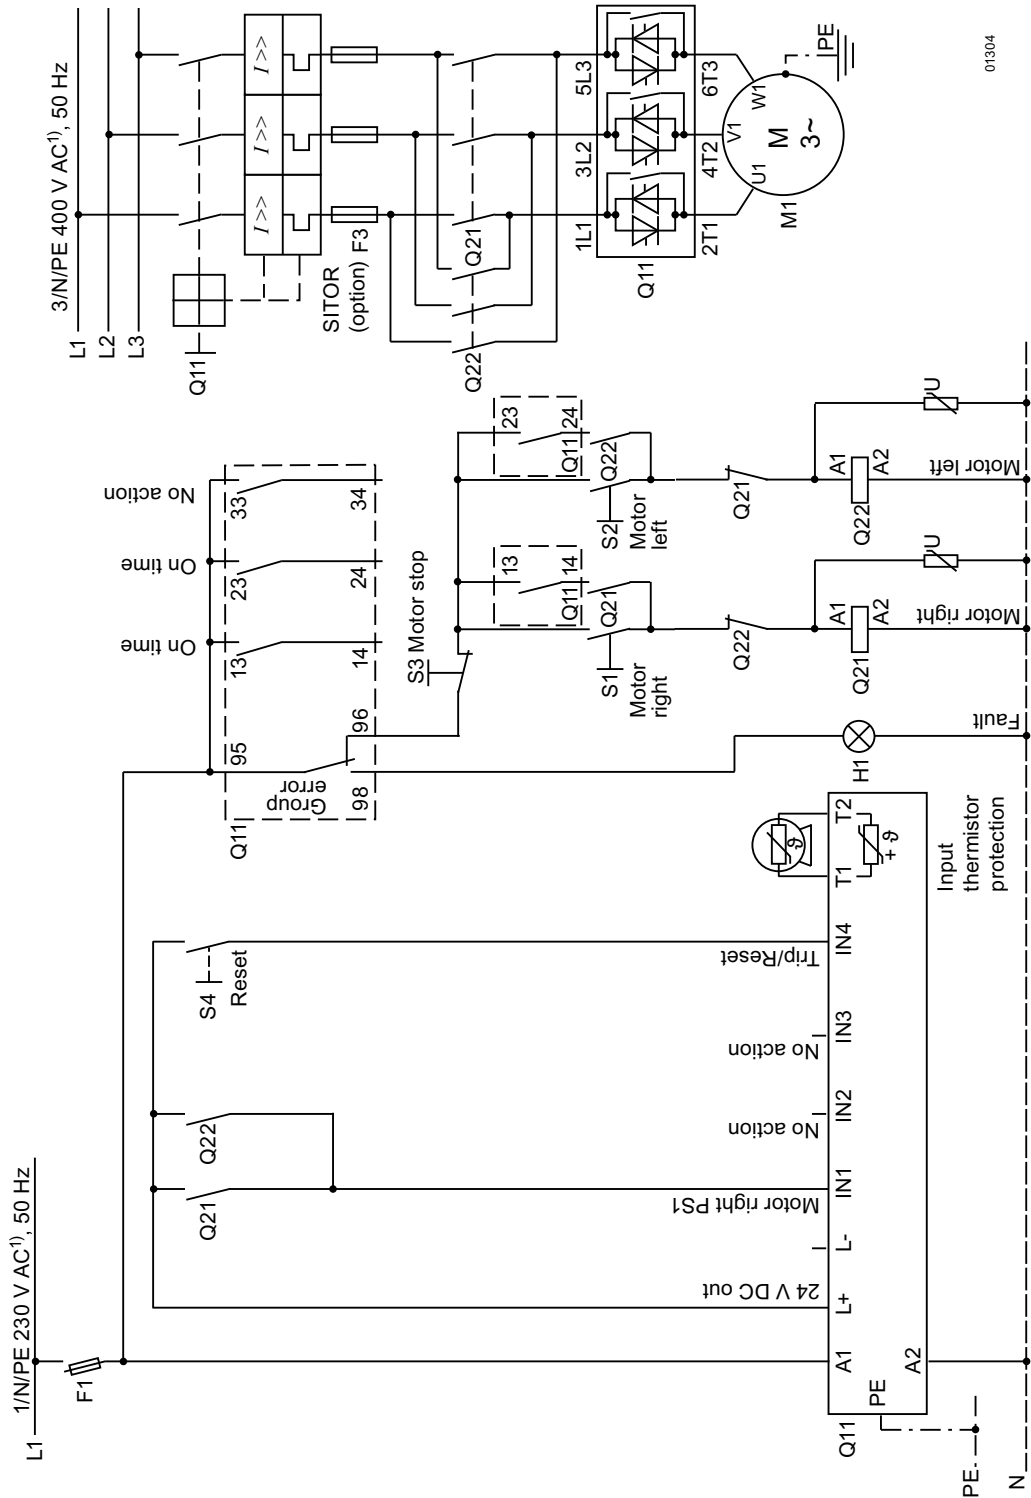 1/N/PE 230 V AC1), 50 Hz
L1
F1
Q11
PE
PE
N
A1
A2
L+
L-
IN1
IN2
IN3
IN4
T1
T2
24 V DC out
Motor right PS1
No action
No action
Trip/Reset
Q21
Q22
S4
Reset
ϑ
+ ϑ
Input
thermistor
protection
Q11
95
96
98
Group
error
13
14
On time
23
24
On time
33
34
No action
S3 Motor stop
H1
Fault
S1
Motor
right
13
14
Q11
Q21
Q22
Q21
A1
A2
U
Motor right
S2
Motor
left
23
24
Q11
Q22
Q21
Q22
A1
A2
U
Motor left
3/N/PE 400 V AC1), 50 Hz
L1
L2
L3
Q11
I >>
I >>
I >>
SITOR
(option) F3
Q21
Q22
1L1
3L2
5L3
Q11
2T1
4T2
6T3
U1
V1
W1
M
3~
M1
PE
01304